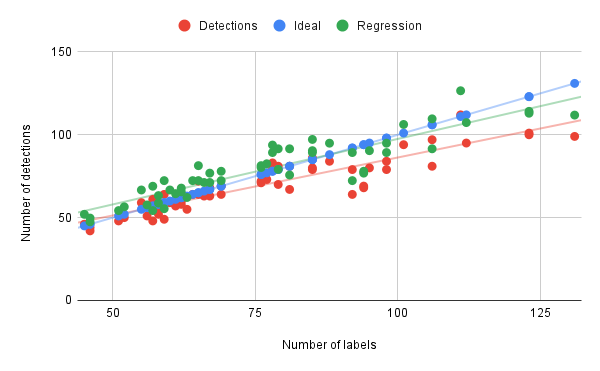 Detections Ideal Regression
150
100
50
0
50 75 100 125
Number of detections
Number of labels